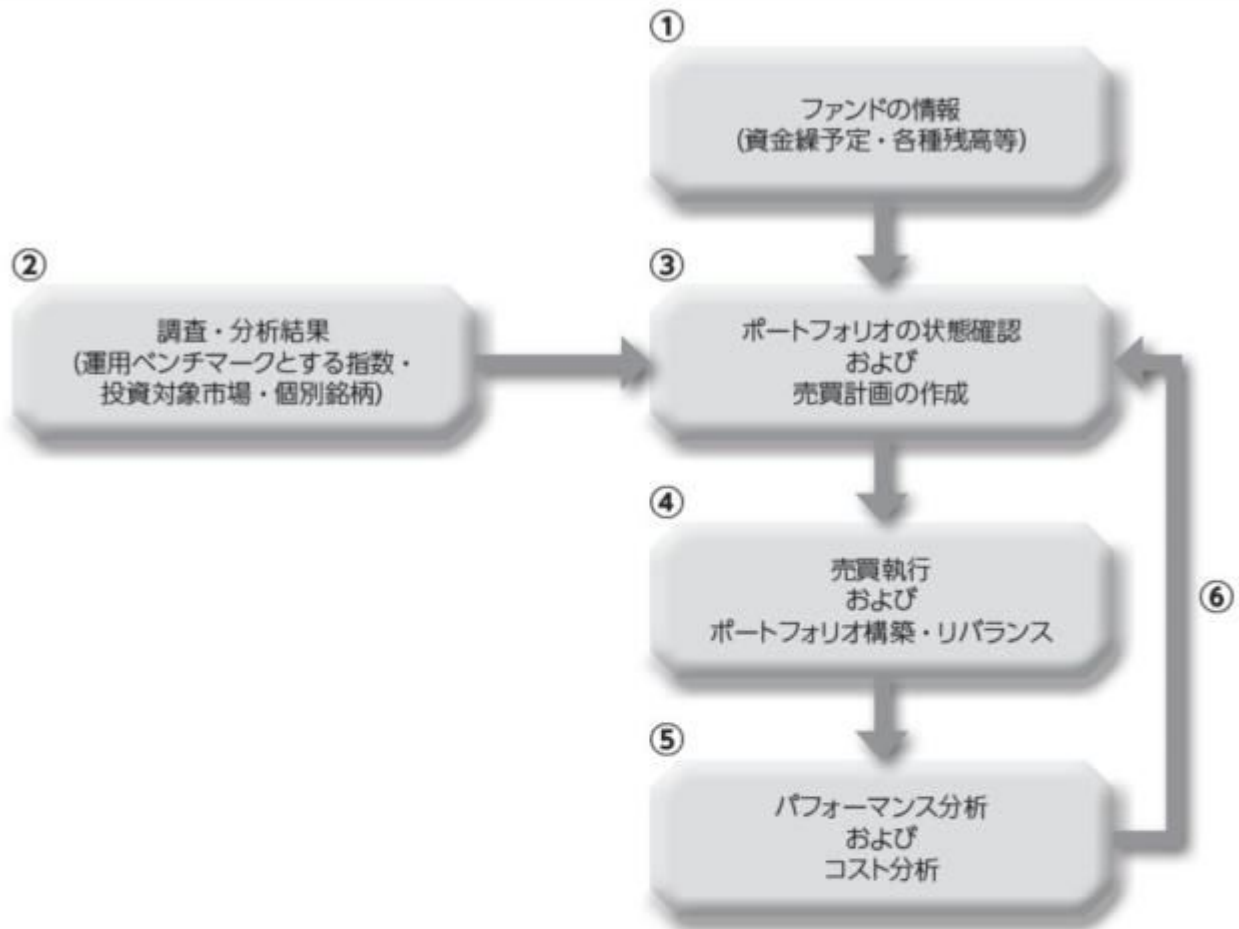 ①
ファンドの情報
(資金繰予定・各種残高等)
②
調査・分析結果
(運用ベンチマークとする指数・
投資対象市場・個別銘柄)
③
ポートフォリオの状態確認
および
売買計画の作成
④
売買執行
および
ポートフォリオ構築・リバランス
⑤
パフォーマンス分析
および
コスト分析
⑥